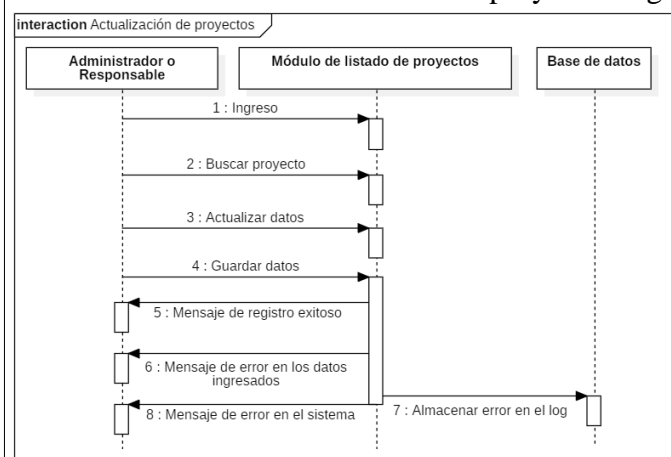 proy
interaction Actualización de proyectos
Administrador o
Responsable
Módulo de listado de proyectos
Base de datos
1 : Ingreso
2 : Buscar proyecto
3 : Actualizar datos
4 : Guardar datos
5 : Mensaje de registro exitoso
6 : Mensaje de error en los datos
ingresados
7 : Almacenar error en el log
8 : Mensaje de error en el sistema